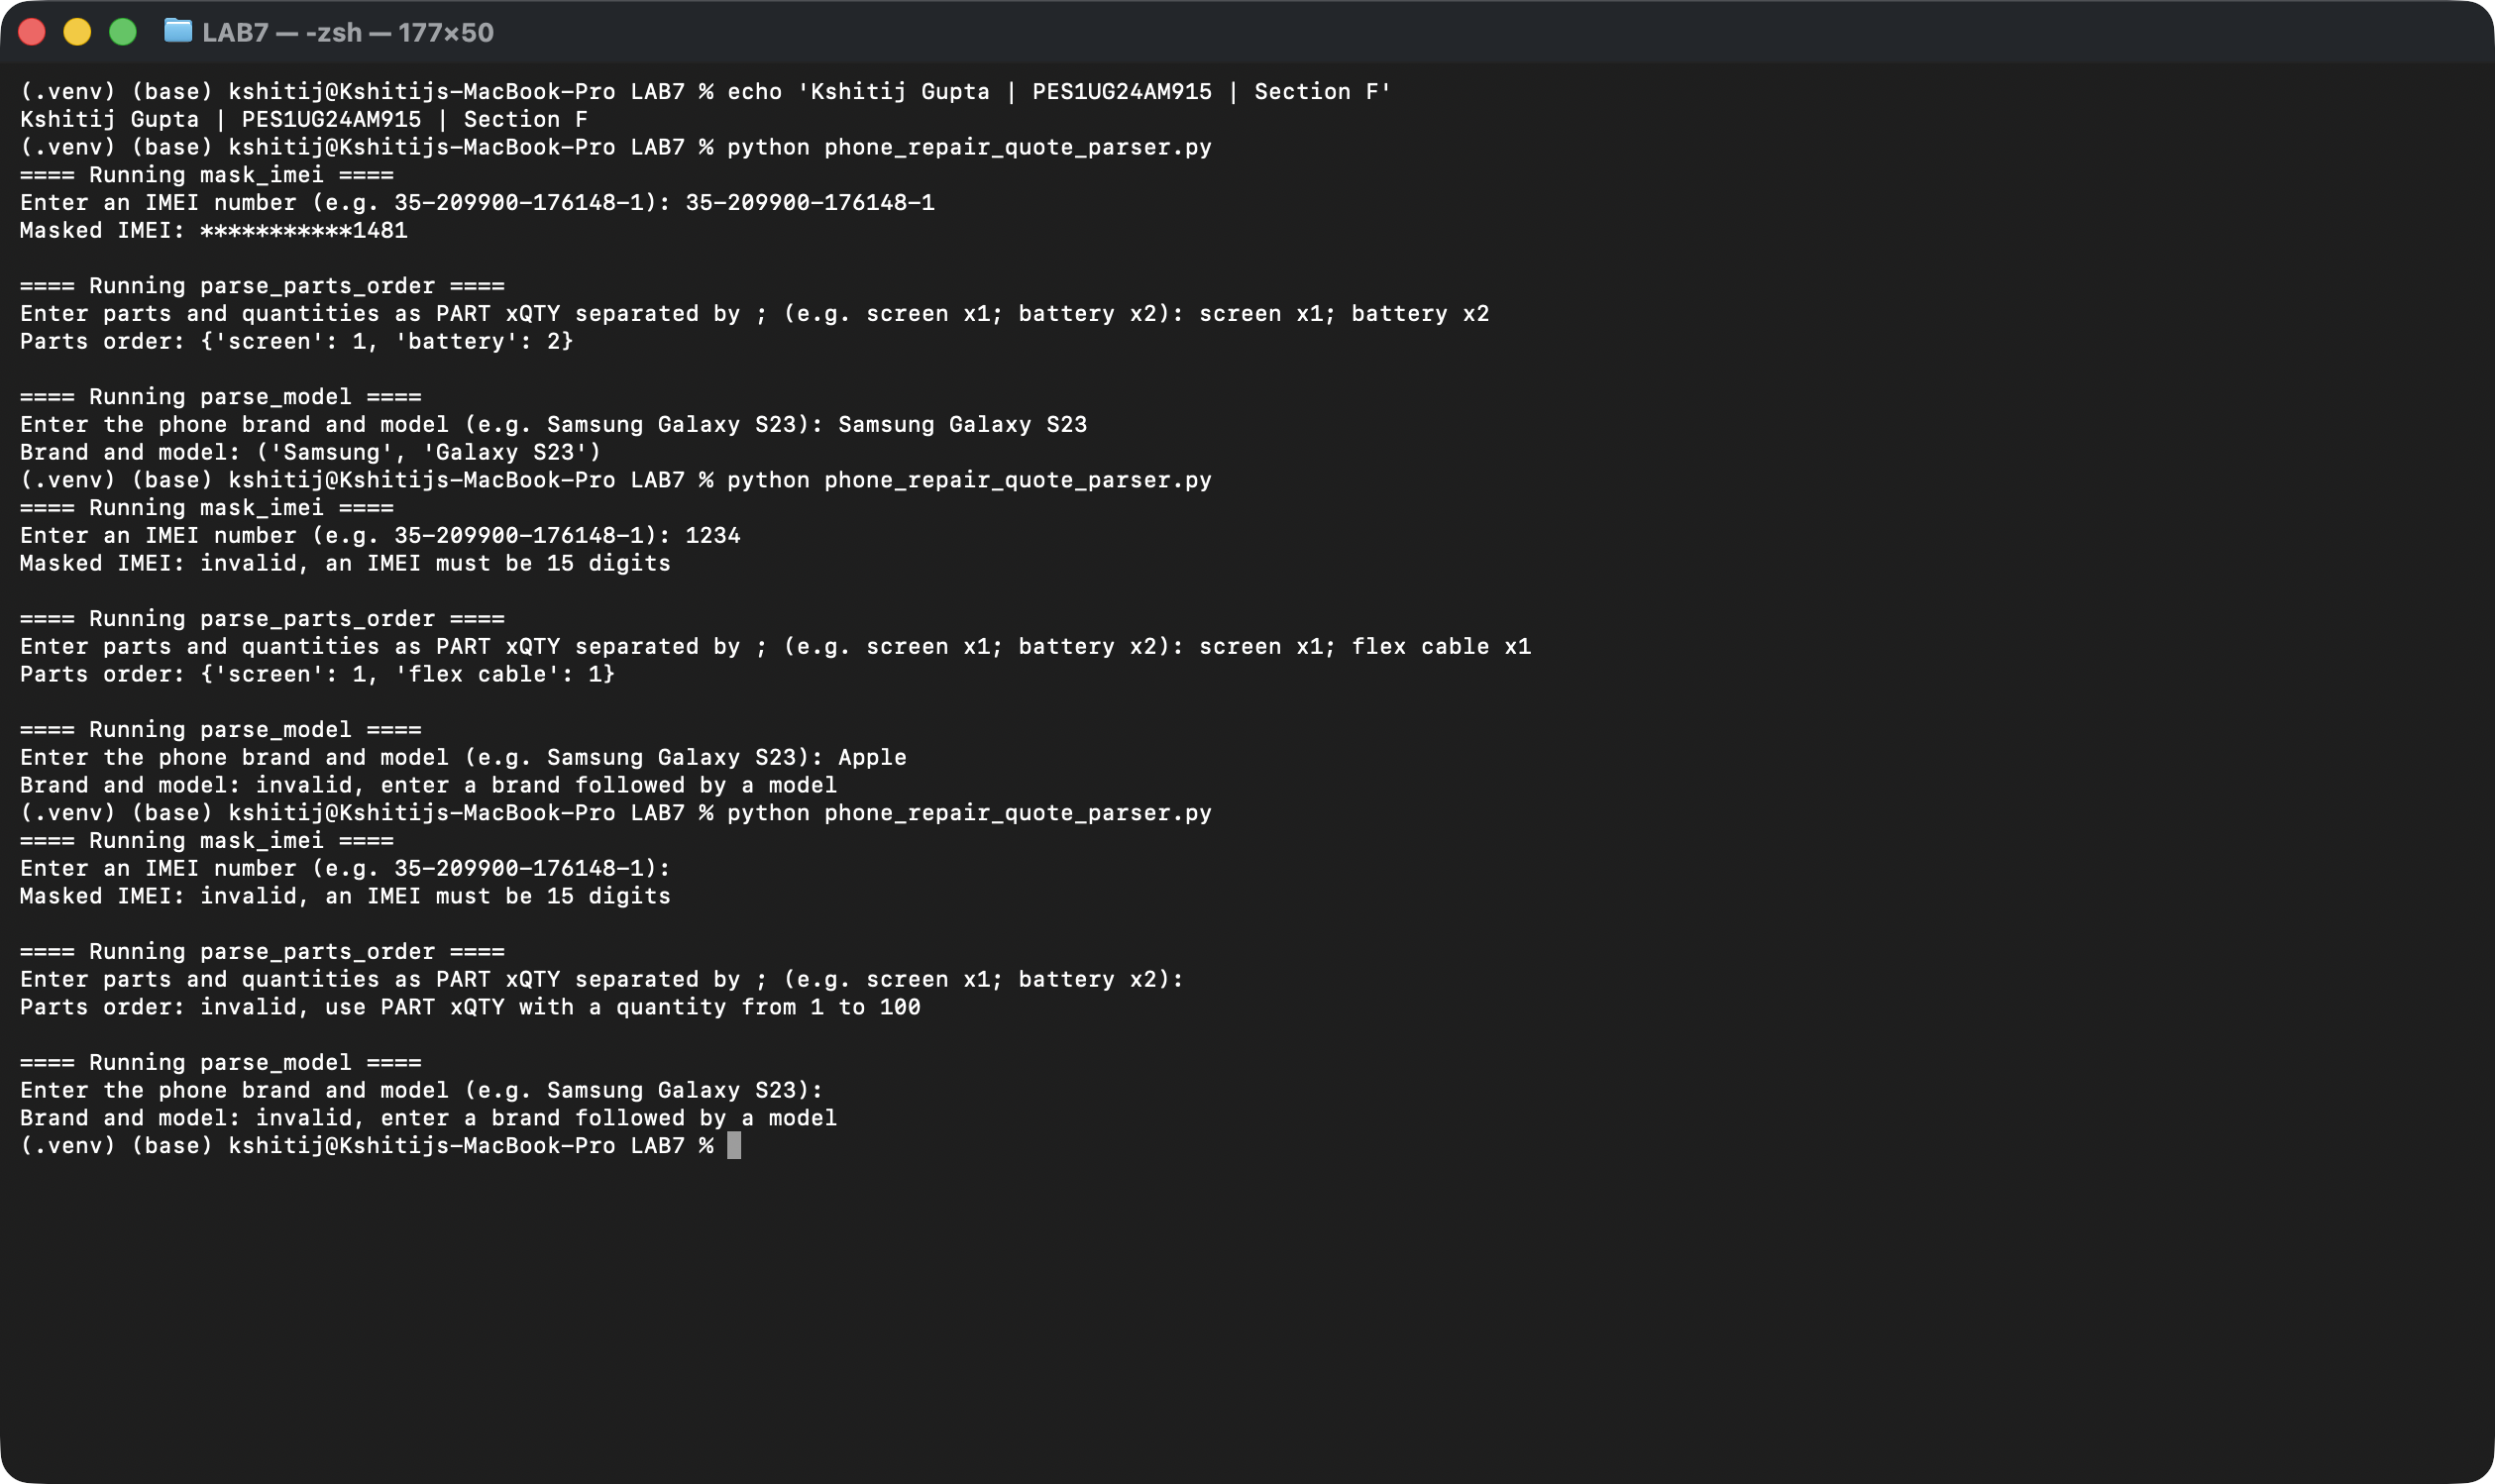 LAB7 — -zsh — 177×50
(.venv) (base) kshitij@Kshitijs-MacBook-Pro LAB7 % echo 'Kshitij Gupta | PES1UG24AM915 | Section F'
Kshitij Gupta | PES1UG24AM915 | Section F
(.venv) (base) kshitij@Kshitijs-MacBook-Pro LAB7 % python phone_repair_quote_parser.py
==== Running mask_imei ====
Enter an IMEI number (e.g. 35-209900-176148-1): 35-209900-176148-1
Masked IMEI: ***********1481

==== Running parse_parts_order ====
Enter parts and quantities as PART xQTY separated by ; (e.g. screen x1; battery x2): screen x1; battery x2
Parts order: {'screen': 1, 'battery': 2}

==== Running parse_model ====
Enter the phone brand and model (e.g. Samsung Galaxy S23): Samsung Galaxy S23
Brand and model: ('Samsung', 'Galaxy S23')
(.venv) (base) kshitij@Kshitijs-MacBook-Pro LAB7 % python phone_repair_quote_parser.py
==== Running mask_imei ====
Enter an IMEI number (e.g. 35-209900-176148-1): 1234
Masked IMEI: invalid, an IMEI must be 15 digits

==== Running parse_parts_order ====
Enter parts and quantities as PART xQTY separated by ; (e.g. screen x1; battery x2): screen x1; flex cable x1
Parts order: {'screen': 1, 'flex cable': 1}

==== Running parse_model ====
Enter the phone brand and model (e.g. Samsung Galaxy S23): Apple
Brand and model: invalid, enter a brand followed by a model
(.venv) (base) kshitij@Kshitijs-MacBook-Pro LAB7 % python phone_repair_quote_parser.py
==== Running mask_imei ====
Enter an IMEI number (e.g. 35-209900-176148-1):
Masked IMEI: invalid, an IMEI must be 15 digits

==== Running parse_parts_order ====
Enter parts and quantities as PART xQTY separated by ; (e.g. screen x1; battery x2):
Parts order: invalid, use PART xQTY with a quantity from 1 to 100

==== Running parse_model ====
Enter the phone brand and model (e.g. Samsung Galaxy S23):
Brand and model: invalid, enter a brand followed by a model
(.venv) (base) kshitij@Kshitijs-MacBook-Pro LAB7 %